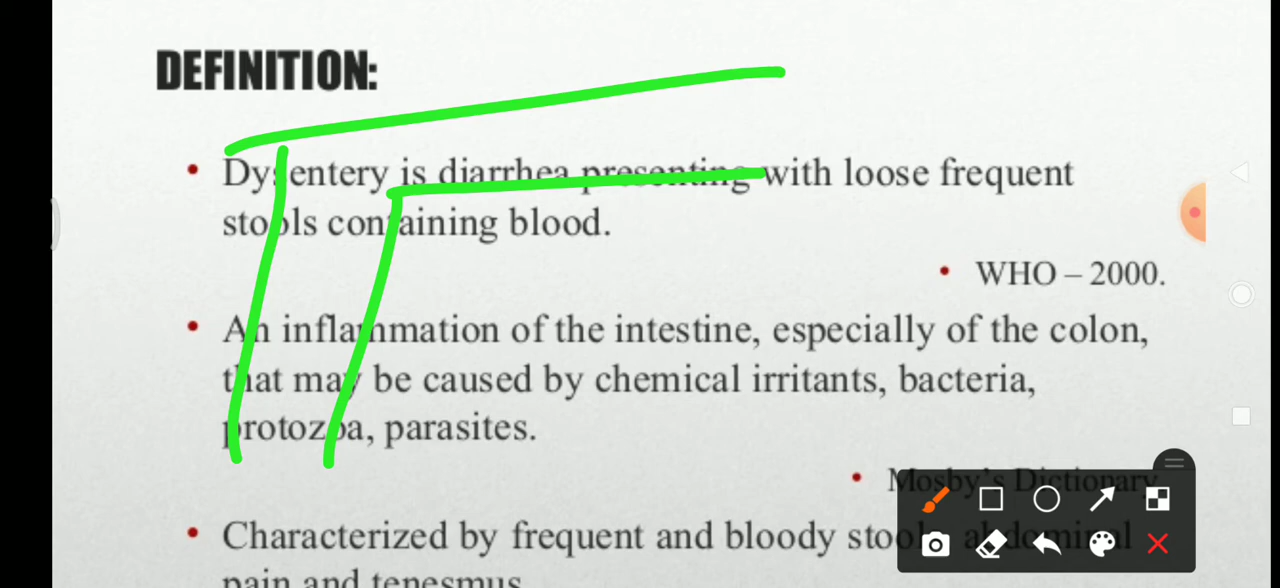 DEFINITION:
• Dysentery is diarrhea presenting with loose frequent
stools containing blood.
• WHO – 2000.
• An inflammation of the intestine, especially of the colon,
that may be caused by chemical irritants, bacteria,
protozoa, parasites.
• Mosby's Dictionary
• Characterized by frequent and bloody stools, abdominal
pain and tenesmus